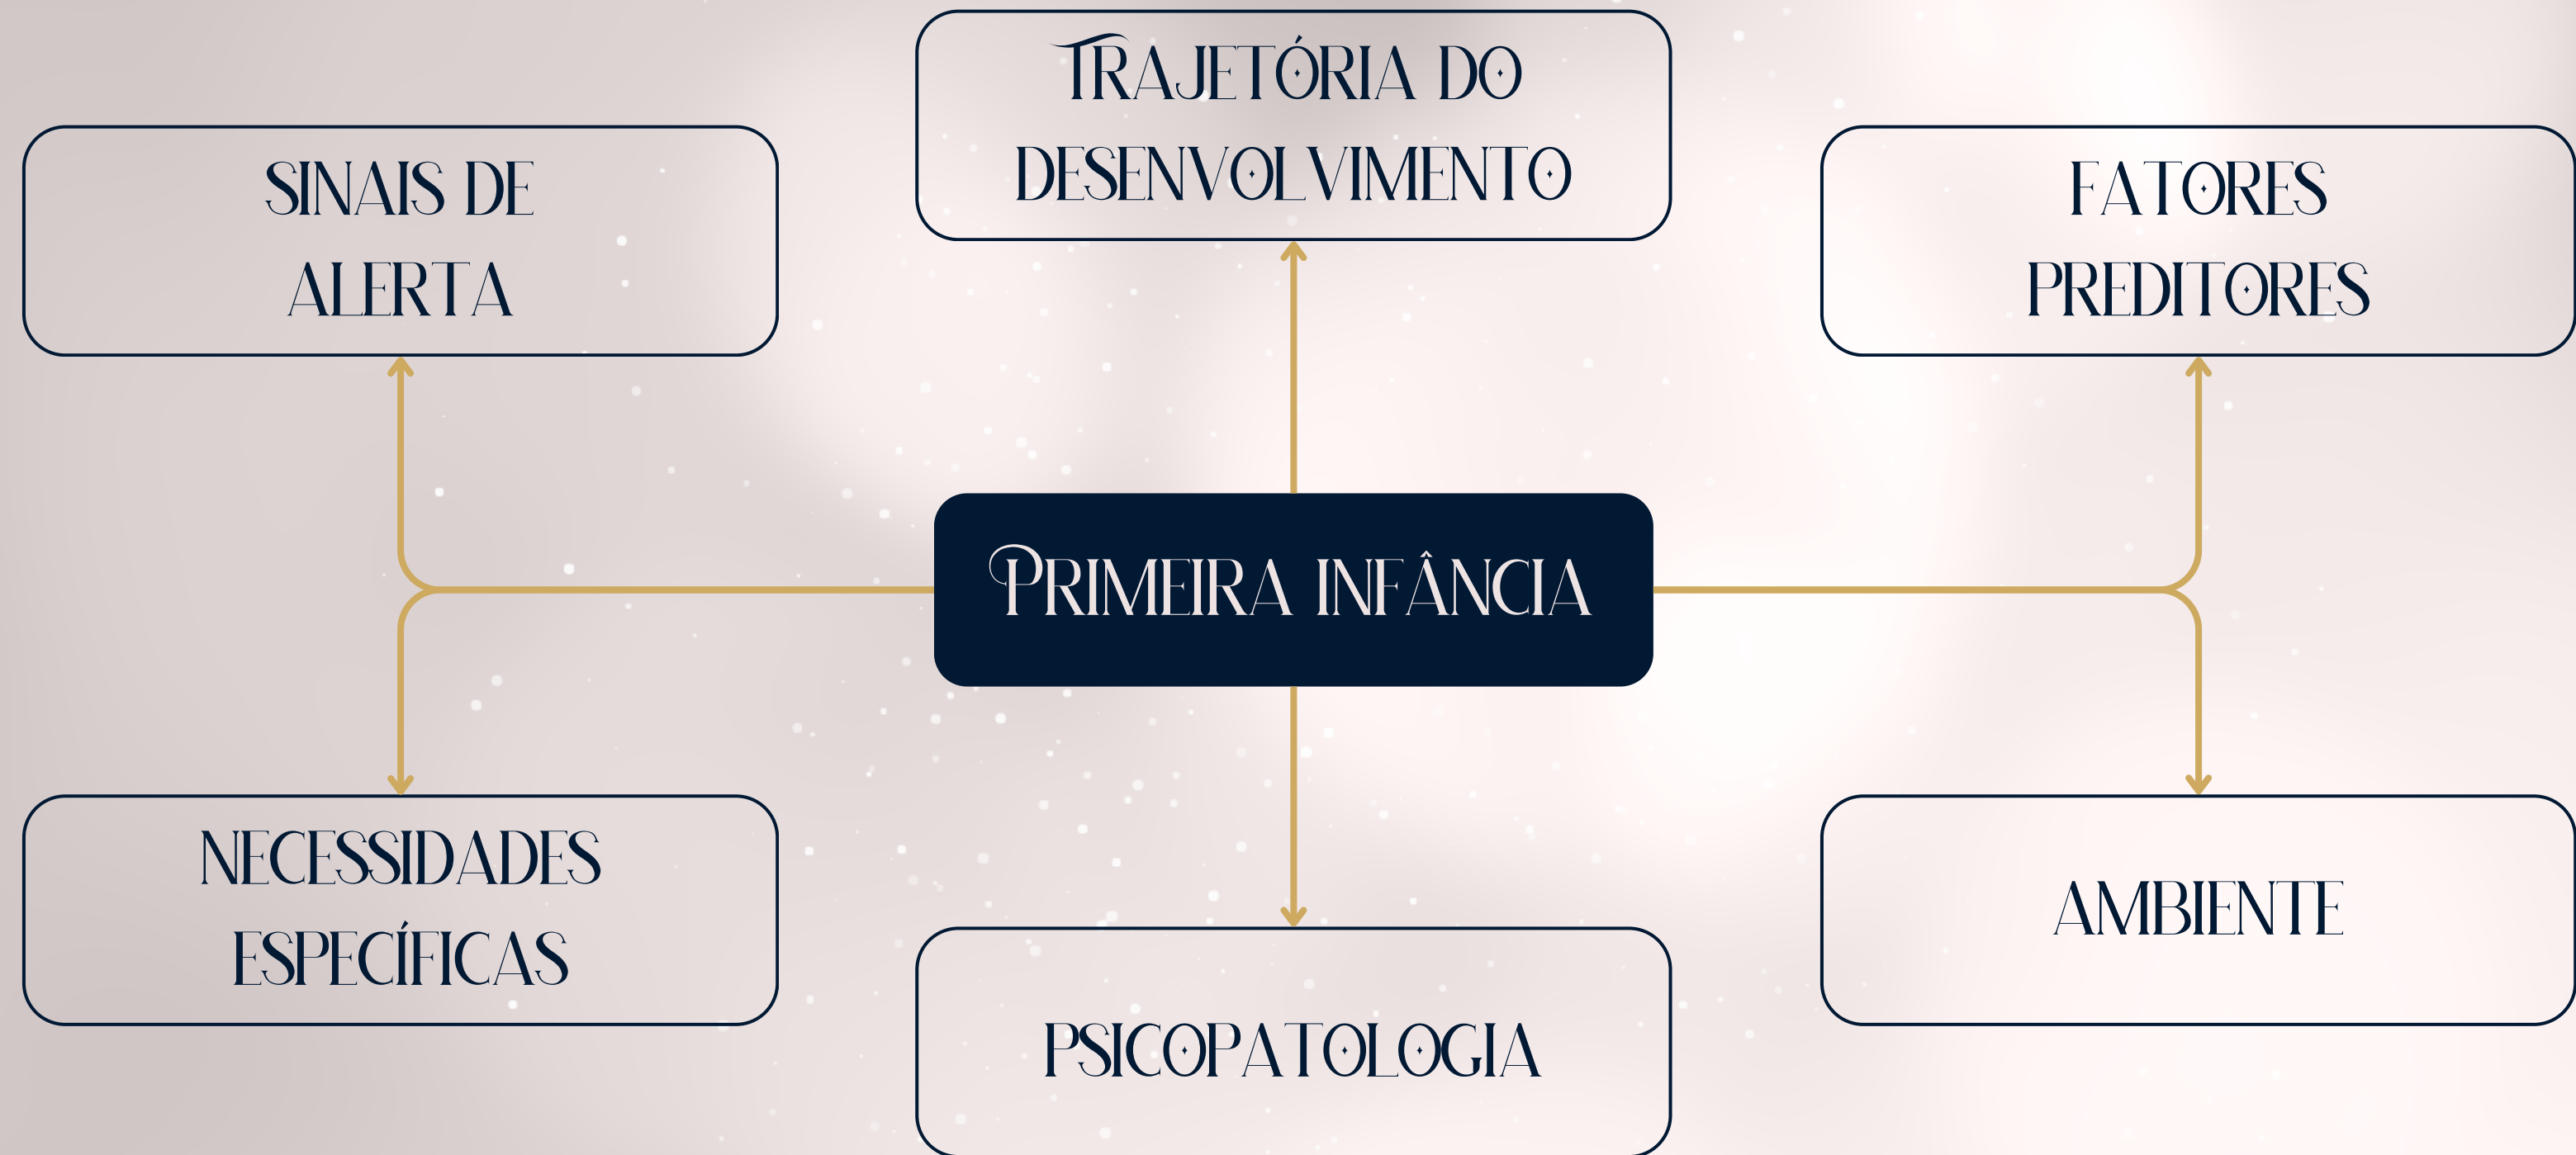 Trajetória do
desenvolvimento
SINAIS DE
ALERTA
FATORES
PREDITORES
Primeira infância
NECESSIDADES
ESPECÍFICAS
AMBIENTE
PSICOPATOLOGIA